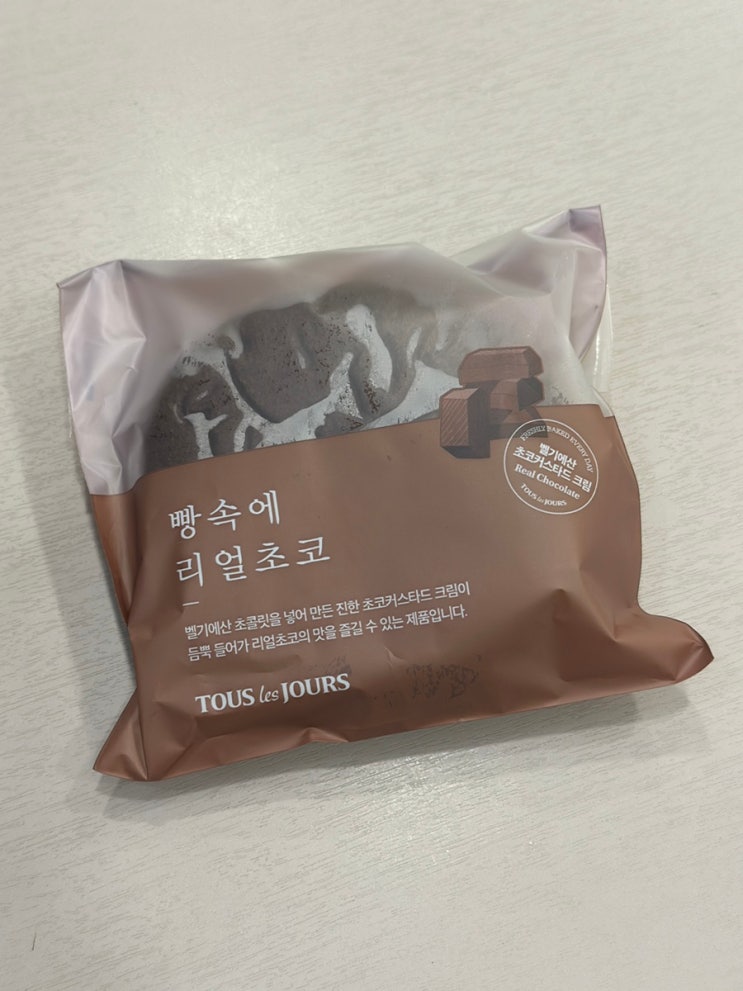 FRESHLY BAKED EVERY DAY
벨기에산
초코커스타드 크림
Real Chocolate
TOUS les JOURS
빵속에
리얼초코
벨기에산 초콜릿을 넣어 만든 진한 초코커스타드 크림이
듬뿍 들어가 리얼초코의 맛을 즐길 수 있는 제품입니다.
TOUS les JOURS